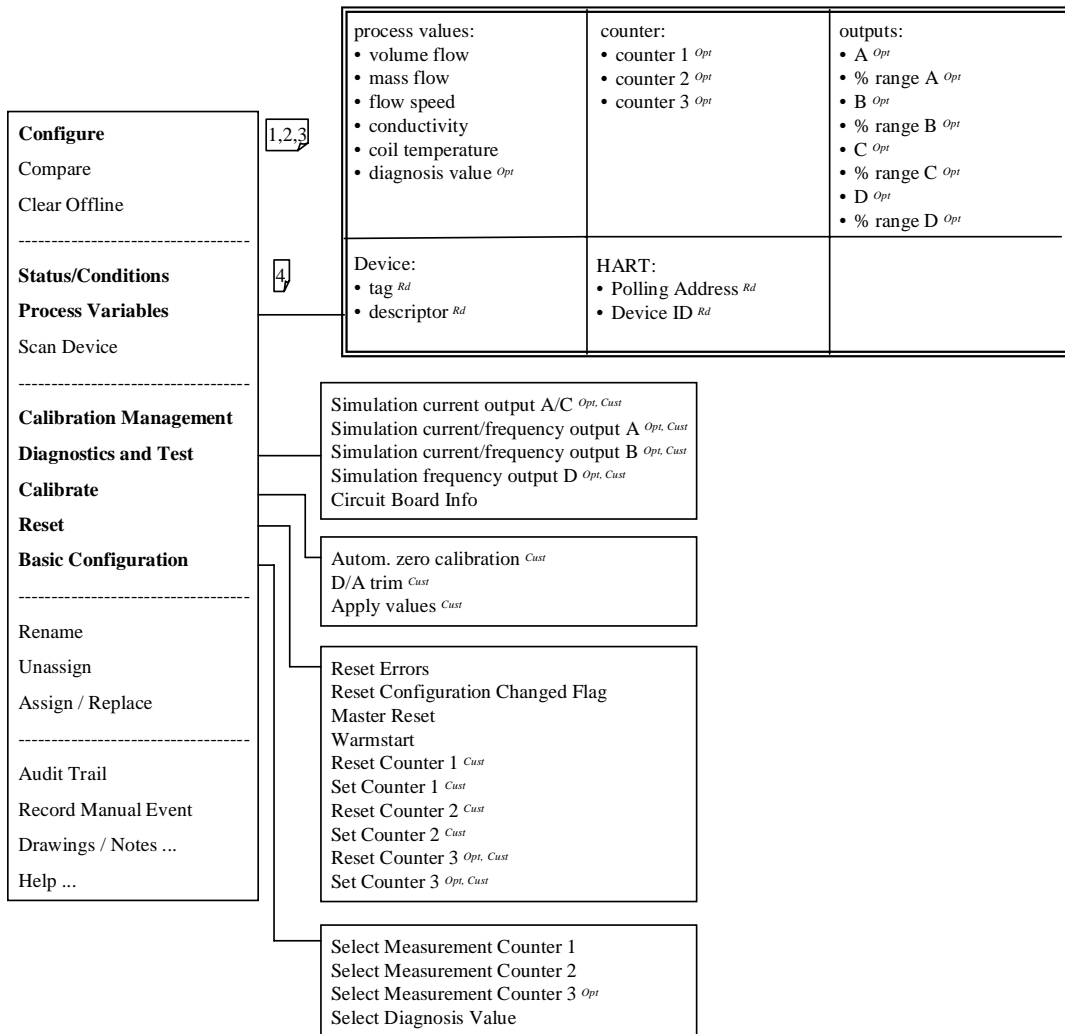 Configure
Compare
Clear Offline
-----------------------------------
Status/Conditions
Process Variables
Scan Device
-----------------------------------
Calibration Management
Diagnostics and Test
Calibrate
Reset
Basic Configuration
-----------------------------------
Rename
Unassign
Assign / Replace
-----------------------------------
Audit Trail
Record Manual Event
Drawings / Notes ...
Help ...
1,2,3
4
process values:
• volume flow
• mass flow
• flow speed
• conductivity
• coil temperature
• diagnosis value Opt
counter:
• counter 1 Opt
• counter 2 Opt
• counter 3 Opt
outputs:
• A Opt
• % range A Opt
• B Opt
• % range B Opt
• C Opt
• % range C Opt
• D Opt
• % range D Opt
Device:
• tag Rd
• descriptor Rd
HART:
• Polling Address Rd
• Device ID Rd
Simulation current output A/C Opt, Cust
Simulation current/frequency output A Opt, Cust
Simulation current/frequency output B Opt, Cust
Simulation frequency output D Opt, Cust
Circuit Board Info
Autom. zero calibration Cust
D/A trim Cust
Apply values Cust
Reset Errors
Reset Configuration Changed Flag
Master Reset
Warmstart
Reset Counter 1 Cust
Set Counter 1 Cust
Reset Counter 2 Cust
Set Counter 2 Cust
Reset Counter 3 Opt, Cust
Set Counter 3 Opt, Cust
Select Measurement Counter 1
Select Measurement Counter 2
Select Measurement Counter 3 Opt
Select Diagnosis Value